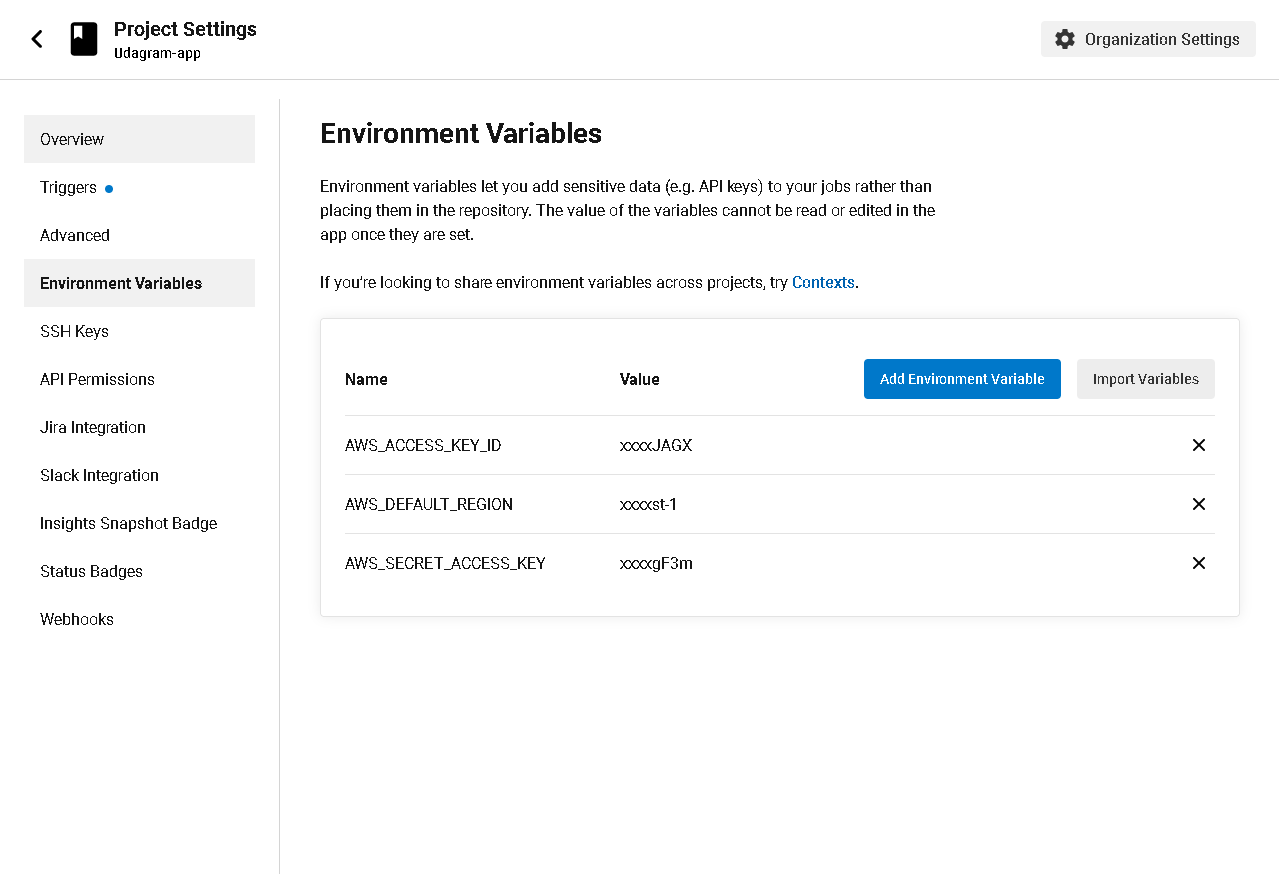 Project Settings
Udagram-app
Organization Settings
Overview
Triggers
Advanced
Environment Variables
SSH Keys
API Permissions
Jira Integration
Slack Integration
Insights Snapshot Badge
Status Badges
Webhooks
Environment Variables
Environment variables let you add sensitive data (e.g. API keys) to your jobs rather than
placing them in the repository. The value of the variables cannot be read or edited in the
app once they are set.
If you’re looking to share environment variables across projects, try Contexts.
Name Value Add Environment Variable Import Variables
AWS_ACCESS_KEY_ID xxxxJAGX
AWS_DEFAULT_REGION xxxxst-1
AWS_SECRET_ACCESS_KEY xxxxgF3m